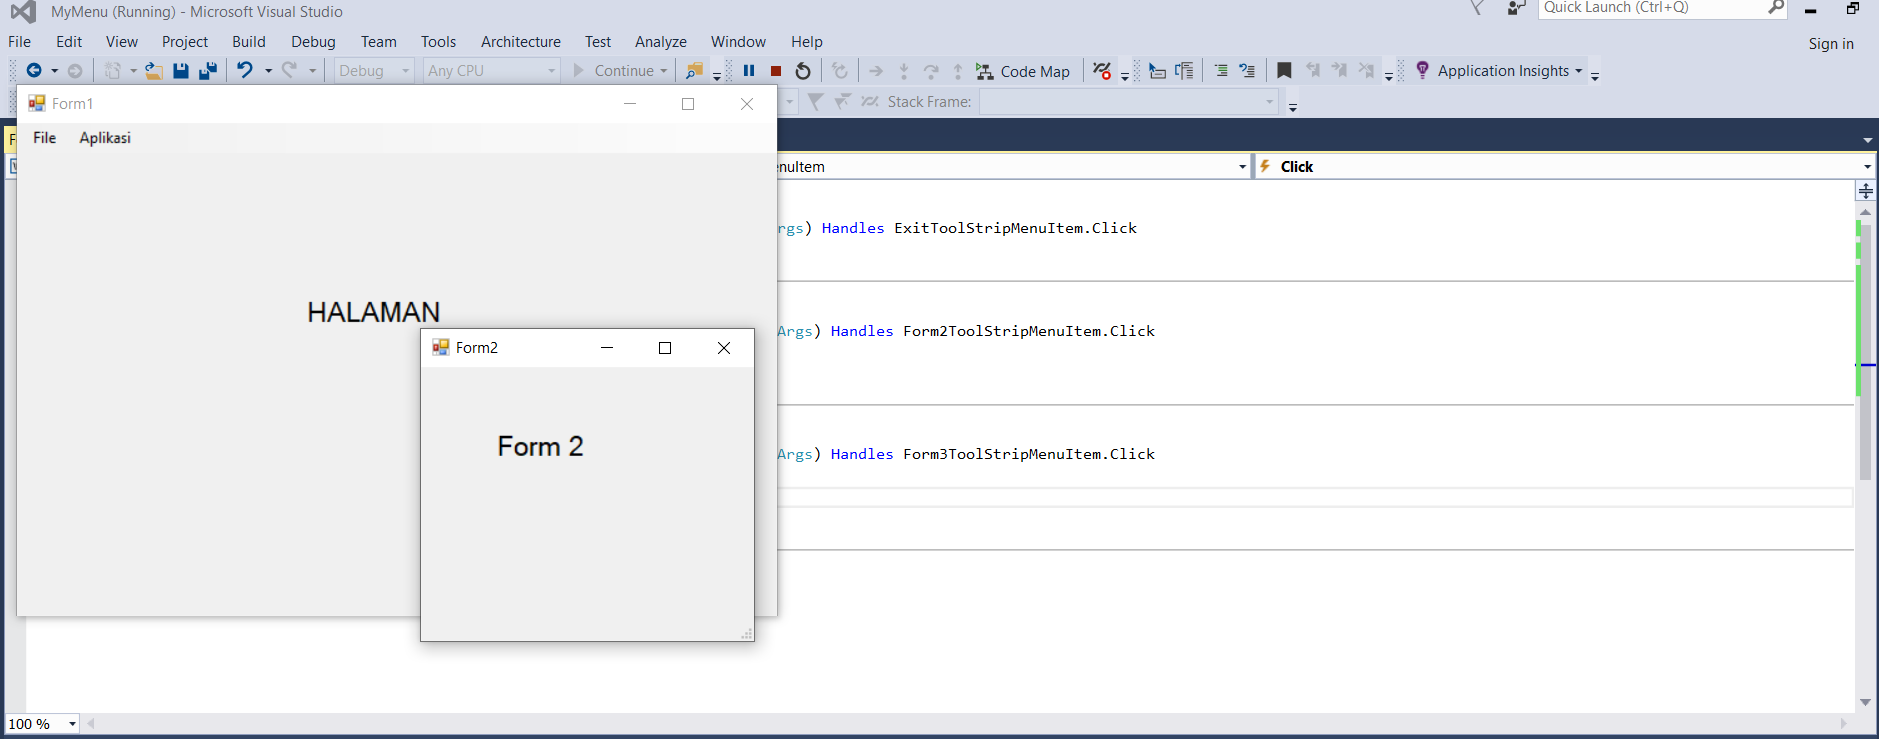 MyMenu (Running) - Microsoft Visual Studio
Quick Launch (Ctrl+Q)
File Edit View Project Build Debug Team Tools Architecture Test Analyze Window Help
Sign in
Debug Any CPU Continue Code Map Application Insights
Form1
Stack Frame:
File Aplikasi
Click
Handles ExitToolStripMenuItem.Click
HALAMAN
Args) Handles Form2ToolStripMenuItem.Click
Form2
Form 2
Args) Handles Form3ToolStripMenuItem.Click
100 %